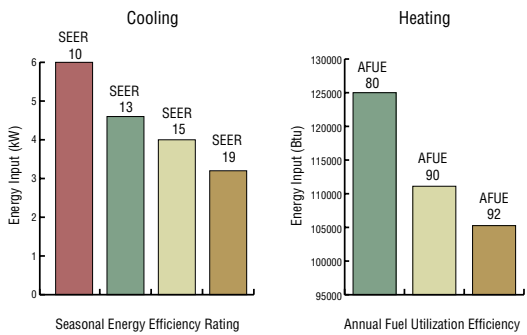 Cooling
SEER
10
SEER
13
SEER
15
SEER
19
6
5
4
3
2
1
0
Energy Input (kW)
Seasonal Energy Efficiency Rating
Heating
AFUE
80
AFUE
90
AFUE
92
130000
125000
120000
115000
110000
105000
100000
95000
Energy Input (Btu)
Annual Fuel Utilization Efficiency